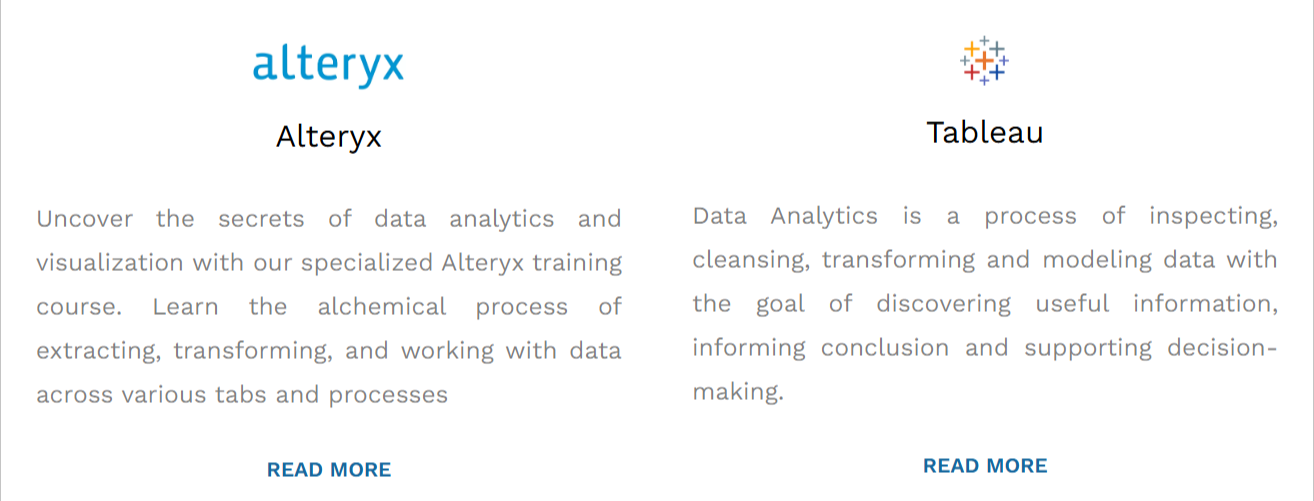 alteryx
Alteryx
Uncover the secrets of data analytics and
visualization with our specialized Alteryx training
course. Learn the alchemical process of
extracting, transforming, and working with data
across various tabs and processes
READ MORE
Tableau
Data Analytics is a process of inspecting,
cleansing, transforming and modeling data with
the goal of discovering useful information,
informing conclusion and supporting decision-
making.
READ MORE